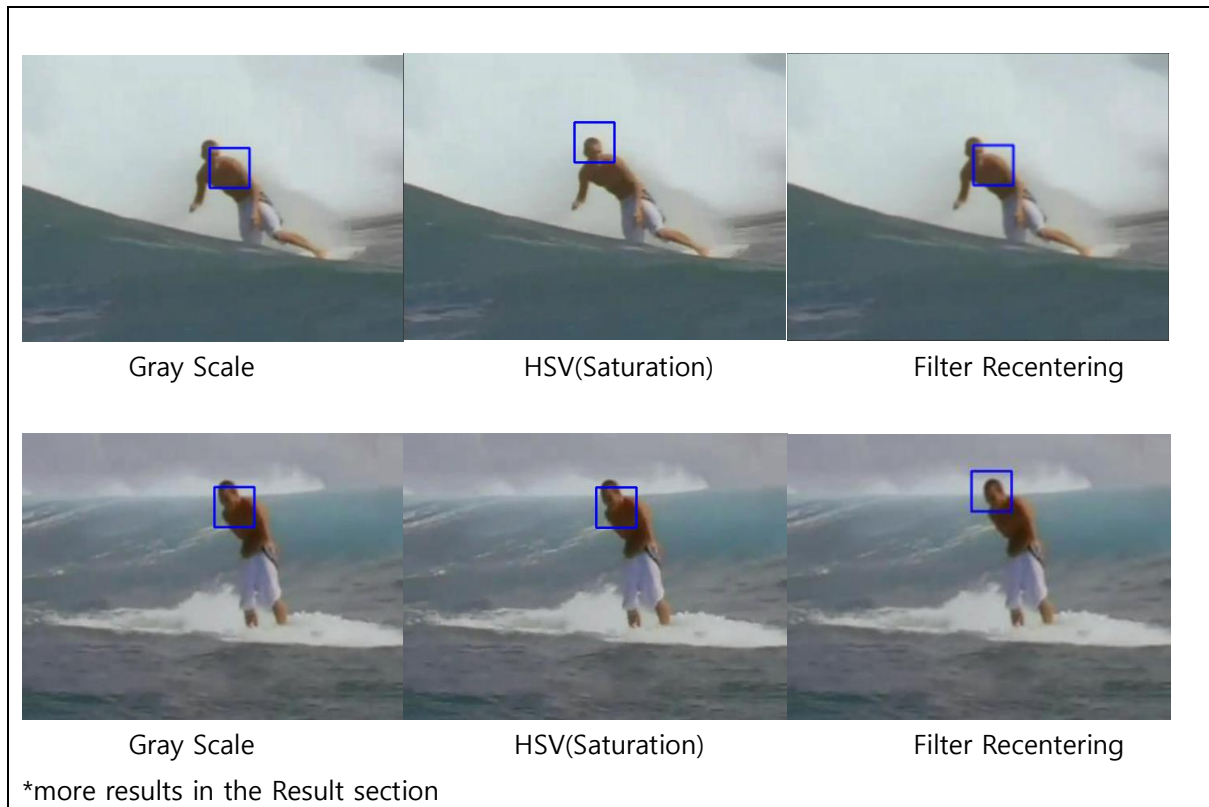 Gray Scale
HSV(Saturation)
Filter Recentering
Gray Scale
HSV(Saturation)
Filter Recentering
*more results in the Result section